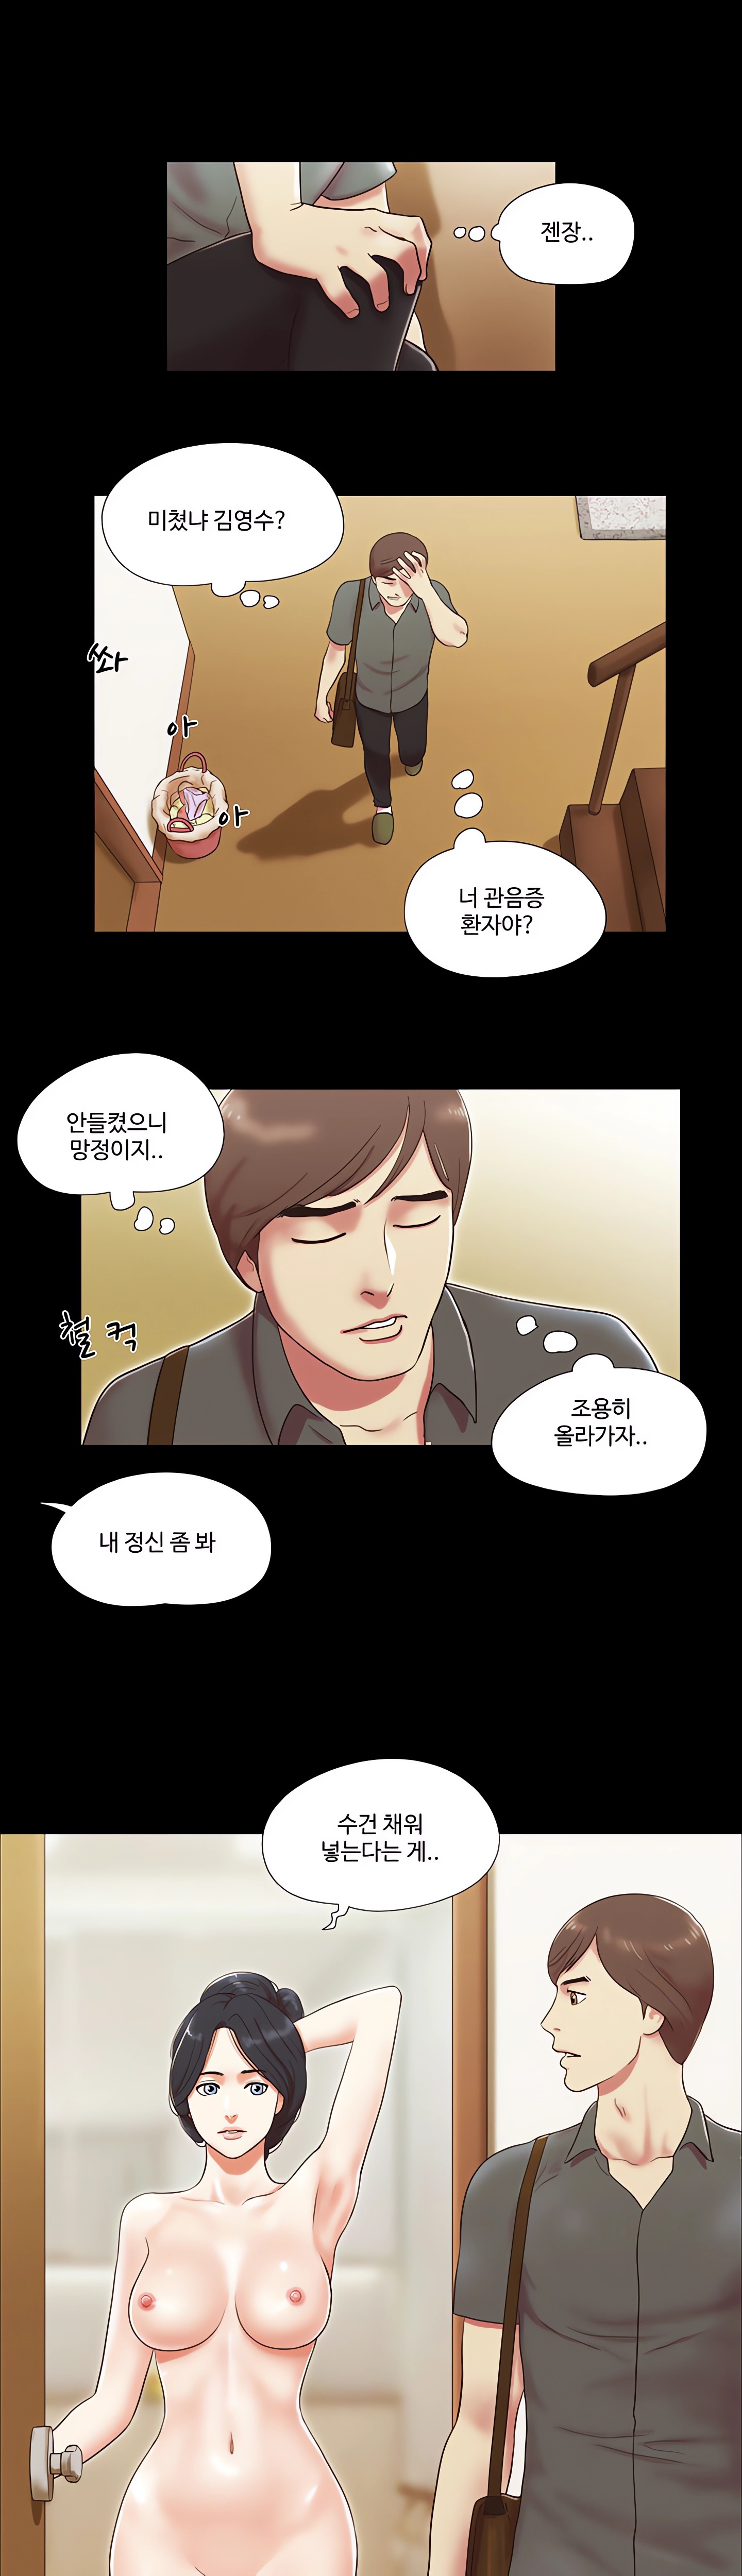 젠장..
미쳤냐 김영수?
쏴
아
아
너 관음증
환자야?
안들켰으니
망정이지..
철컥
조용히
올라가자..
내 정신 좀 봐
수건 채워
넣는다는 게..